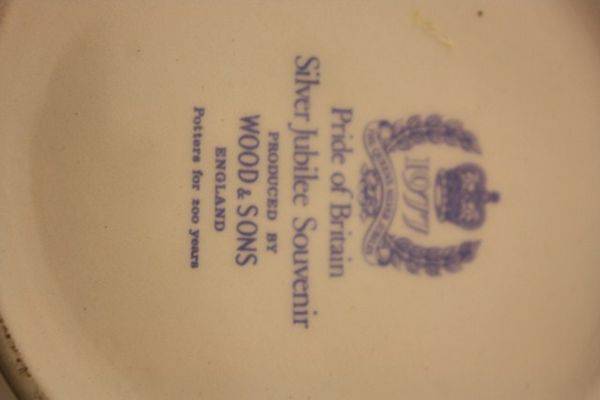 1977
Pride of Britain
Silver Jubilee Souvenir
PRODUCED BY
WOOD & SONS
ENGLAND
Potters for 200 years